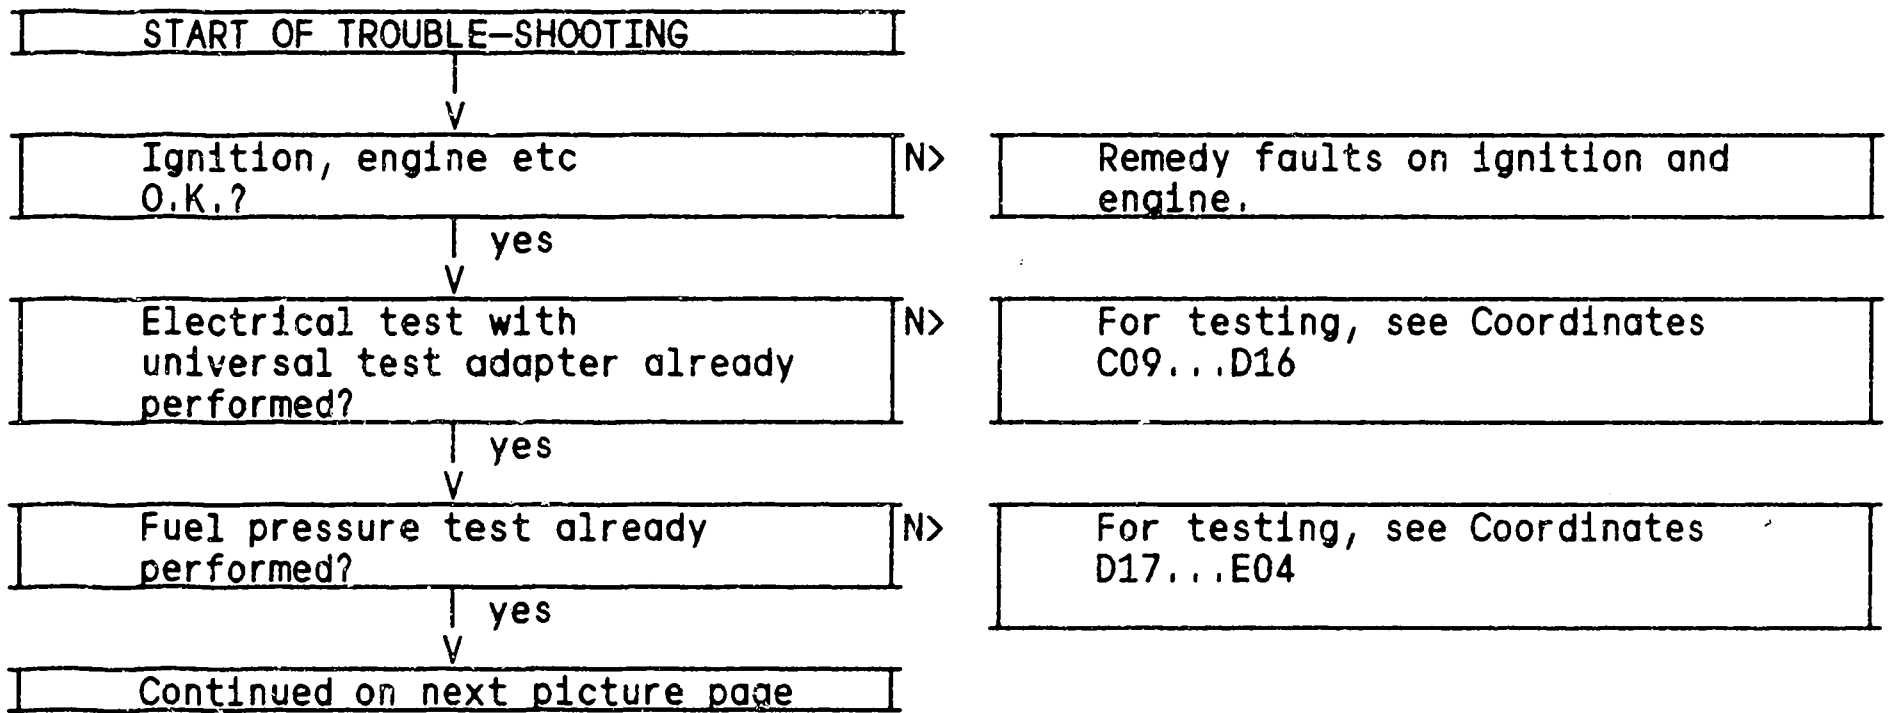 START OF TROUBLE-SHOOTING
Ignition, engine etc
O.K.?
N>
Remedy faults on ignition and
engine.
yes
Electrical test with
universal test adapter already
performed?
N>
For testing, see Coordinates
C09...D16
yes
Fuel pressure test already
performed?
N>
For testing, see Coordinates
D17...E04
yes
Continued on next picture page